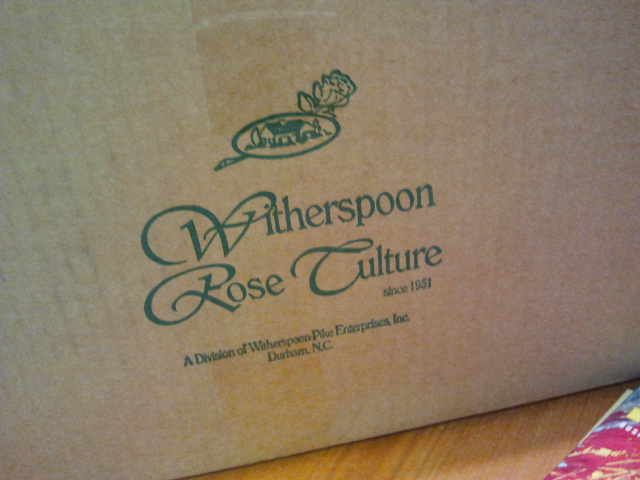 Witherspoon
Rose Culture
since 1951
A Division of Witherspoon-Pike Enterprises, Inc.
Durham, N.C.